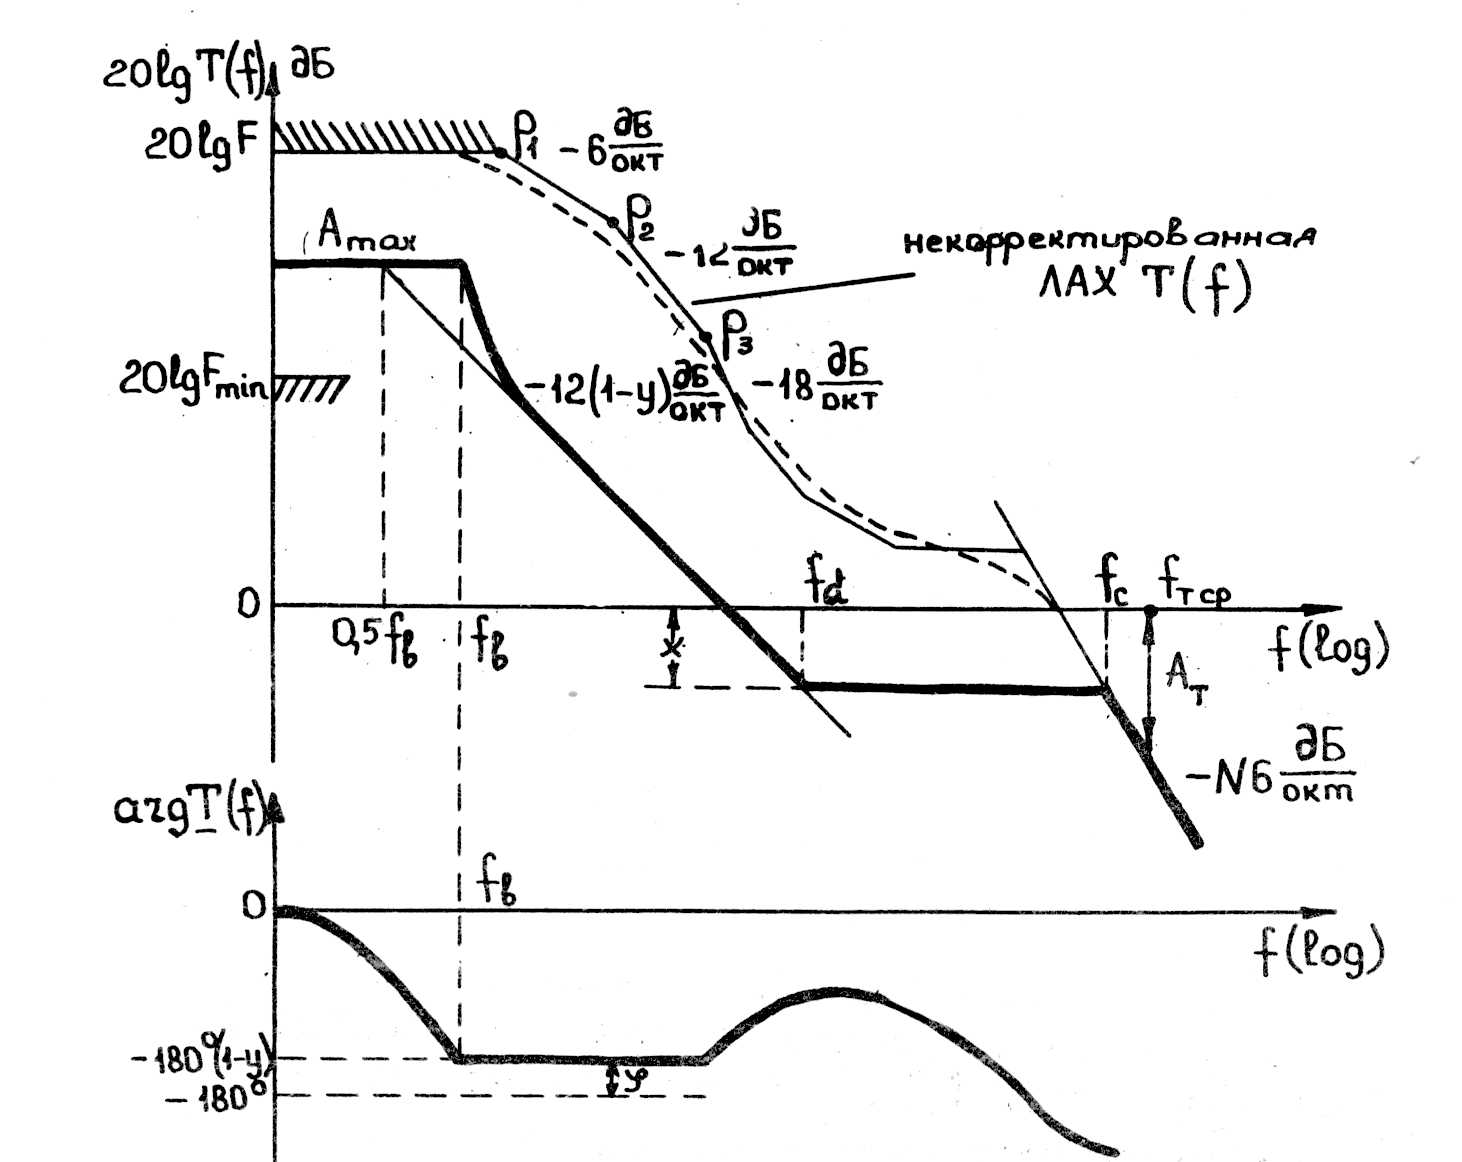 20lgT(f), дБ
20lgF
P1 -6 дБ/окт
P2
-12 дБ/окт
Amax
некорректированная
ЛАХ T(f)
P3
20lgFmin
-12(1-y) дБ/окт
-18 дБ/окт
0
fd
fc
fт ср
0,5fв
fв
x
Aт
f(log)
-N6 дБ/окт
argT(f)
fв
0
f(log)
-180°(1-y)
-180°
φ